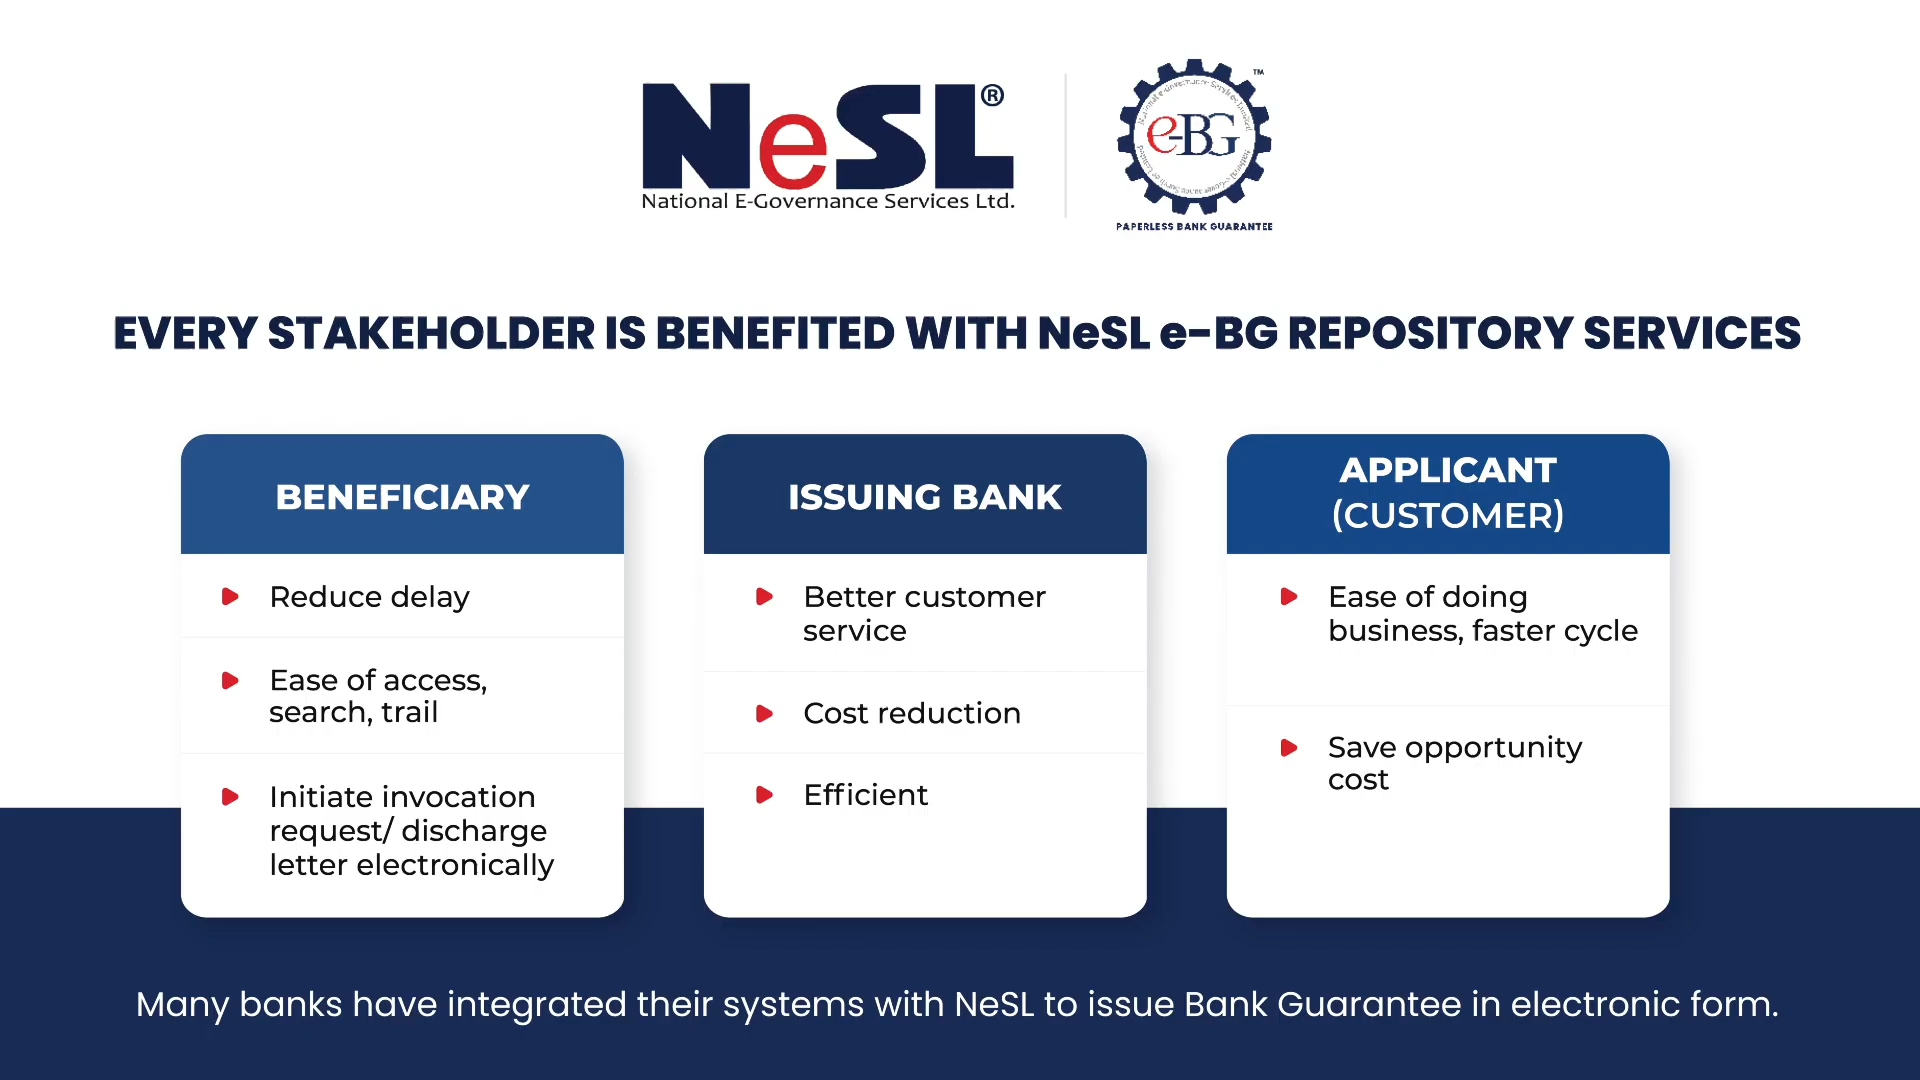 NeSL®
National E-Governance Services Ltd.
TM
e-BG
PAPERLESS BANK GUARANTEE
EVERY STAKEHOLDER IS BENEFITED WITH NeSL e-BG REPOSITORY SERVICES
BENEFICIARY
Reduce delay
Ease of access,
search, trail
Initiate invocation
request/ discharge
letter electronically
ISSUING BANK
Better customer
service
Cost reduction
Efficient
APPLICANT
(CUSTOMER)
Ease of doing
business, faster cycle
Save opportunity
cost
Many banks have integrated their systems with NeSL to issue Bank Guarantee in electronic form.